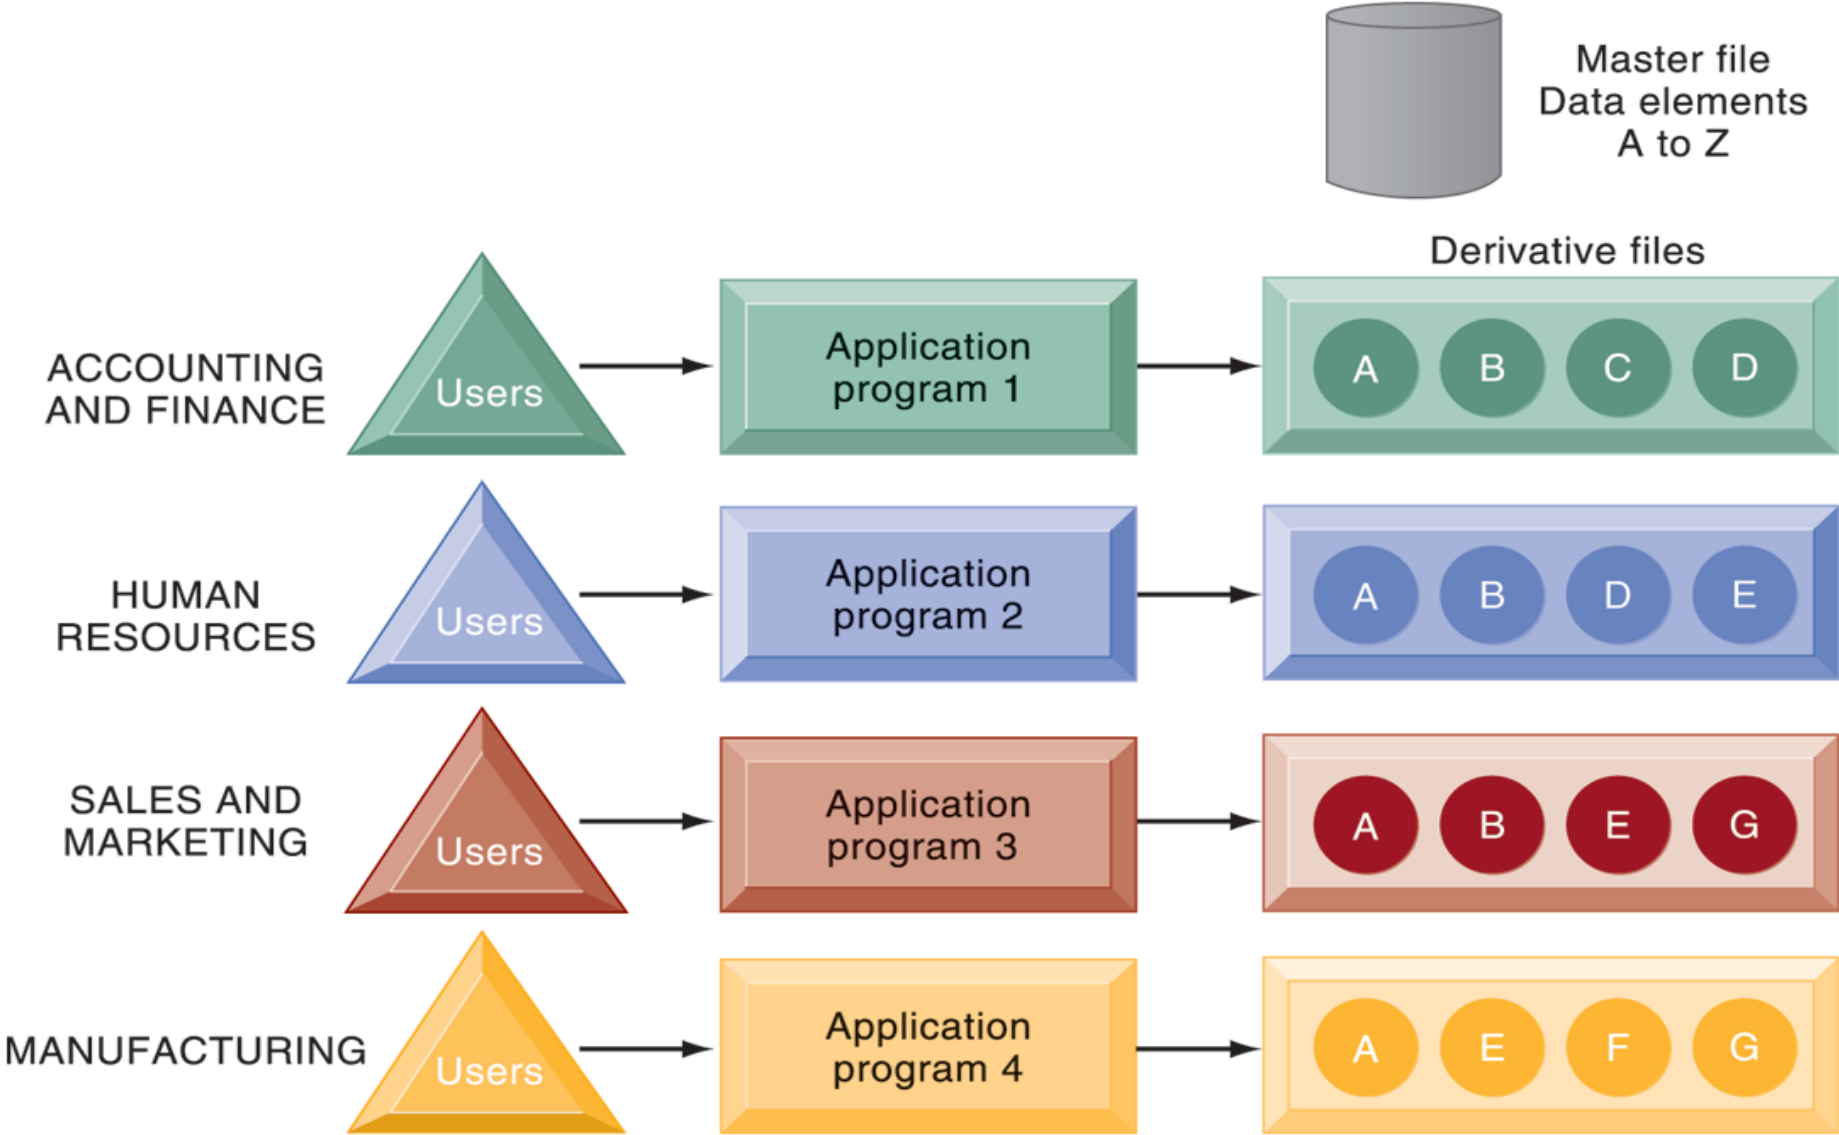 Master file
Data elements
A to Z
Derivative files
ACCOUNTING
AND FINANCE
Users
Application
program 1
A B C D
HUMAN
RESOURCES
Users
Application
program 2
A B D E
SALES AND
MARKETING
Users
Application
program 3
A B E G
MANUFACTURING
Users
Application
program 4
A E F G